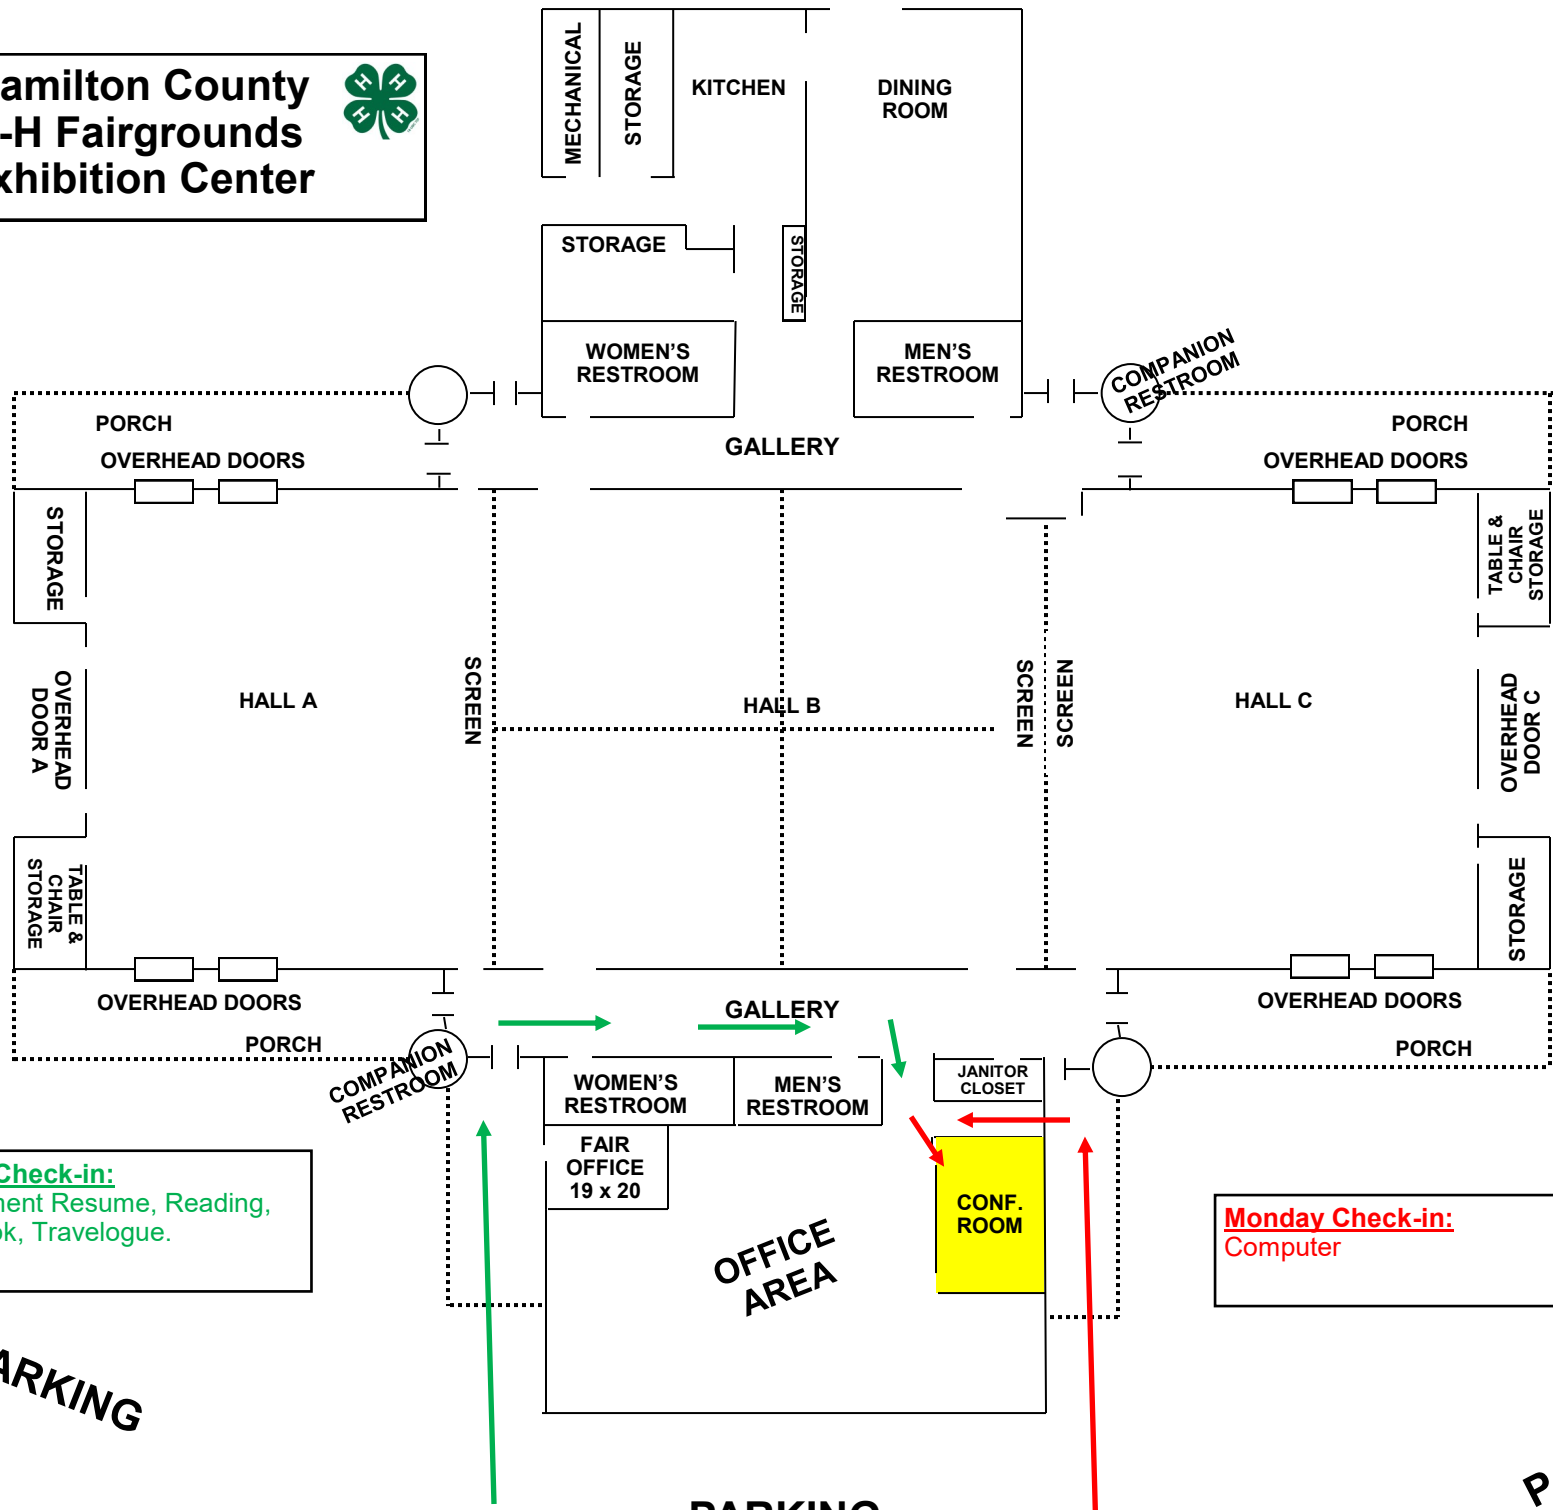 amilton County
-H Fairgrounds
xhibition Center
H H
H H
MECHANICAL
STORAGE
KITCHEN
DINING
ROOM
STORAGE
STORAGE
WOMEN’S
RESTROOM
MEN’S
RESTROOM
COMPANION
RESTROOM
PORCH
OVERHEAD DOORS
GALLERY
PORCH
OVERHEAD DOORS
STORAGE
TABLE &
CHAIR
STORAGE
OVERHEAD
DOOR A
HALL A
SCREEN
HALL B
SCREEN
SCREEN
HALL C
OVERHEAD
DOOR C
TABLE &
CHAIR
STORAGE
STORAGE
OVERHEAD DOORS
PORCH
GALLERY
OVERHEAD DOORS
PORCH
COMPANION
RESTROOM
WOMEN’S
RESTROOM
MEN’S
RESTROOM
JANITOR
CLOSET
FAIR
OFFICE
19 x 20
CONF.
ROOM
OFFICE
AREA
Check-in:
ment Resume, Reading,
ok, Travelogue.
Monday Check-in:
Computer
ARKING
PARKING
P